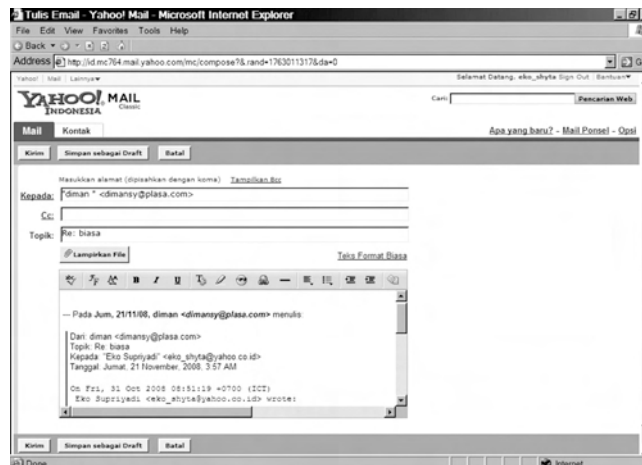 Tulis Email - Yahoo! Mail - Microsoft Internet Explorer
File Edit View Favorites Tools Help
Back
Address http://id.mc764.mail.yahoo.com/mc/compose?&.rand=1763011317&da=0
Yahoo! Mail Lainnya
Selamat Datang, eko_shyta Sign Out Bantuan
YAHOO! MAIL
INDONESIA Classic
Cari: Pencarian Web
Mail Kontak
Apa yang baru? - Mail Ponsel - Opsi
Kirim Simpan sebagai Draft Batal
Masukkan alamat (dipisahkan dengan koma) Tampilkan Bcc
Kepada: "diman " <dimansy@plasa.com>
Cc:
Topik: Re: biasa
Lampirkan File Teks Format Biasa
B I U
--- Pada Jum, 21/11/08, diman <dimansy@plasa.com> menulis:
Dari: diman <dimansy@plasa.com>
Topik: Re: biasa
Kepada: "Eko Supriyadi" <eko_shyta@yahoo.co.id>
Tanggal: Jumat, 21 November, 2008, 3:57 AM
On Fri, 31 Oct 2008 08:51:19 +0700 (ICT)
Eko Supriyadi <eko_shyta@yahoo.co.id> wrote:
Kirim Simpan sebagai Draft Batal
Done Internet